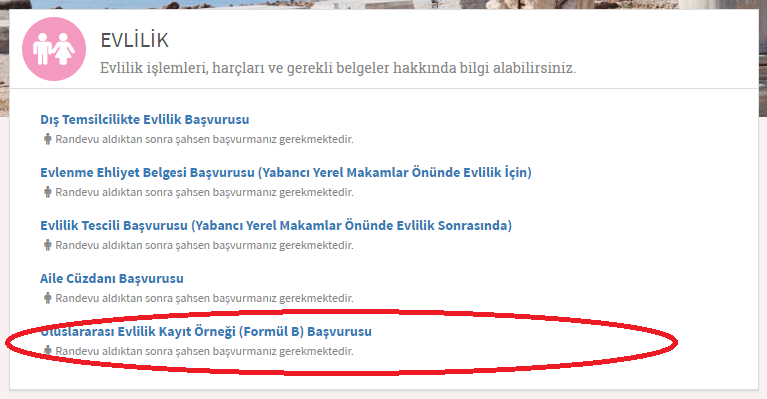 EVLİLİK
Evlilik işlemleri, harçları ve gerekli belgeler hakkında bilgi alabilirsiniz.
Dış Temsilcilikte Evlilik Başvurusu
Randevu aldıktan sonra şahsen başvurmanız gerekmektedir.
Evlenme Ehliyet Belgesi Başvurusu (Yabancı Yerel Makamlar Önünde Evlilik İçin)
Randevu aldıktan sonra şahsen başvurmanız gerekmektedir.
Evlilik Tescili Başvurusu (Yabancı Yerel Makamlar Önünde Evlilik Sonrasında)
Randevu aldıktan sonra şahsen başvurmanız gerekmektedir.
Aile Cüzdanı Başvurusu
Randevu aldıktan sonra şahsen başvurmanız gerekmektedir.
Uluslararası Evlilik Kayıt Örneği (Formül B) Başvurusu
Randevu aldıktan sonra şahsen başvurmanız gerekmektedir.